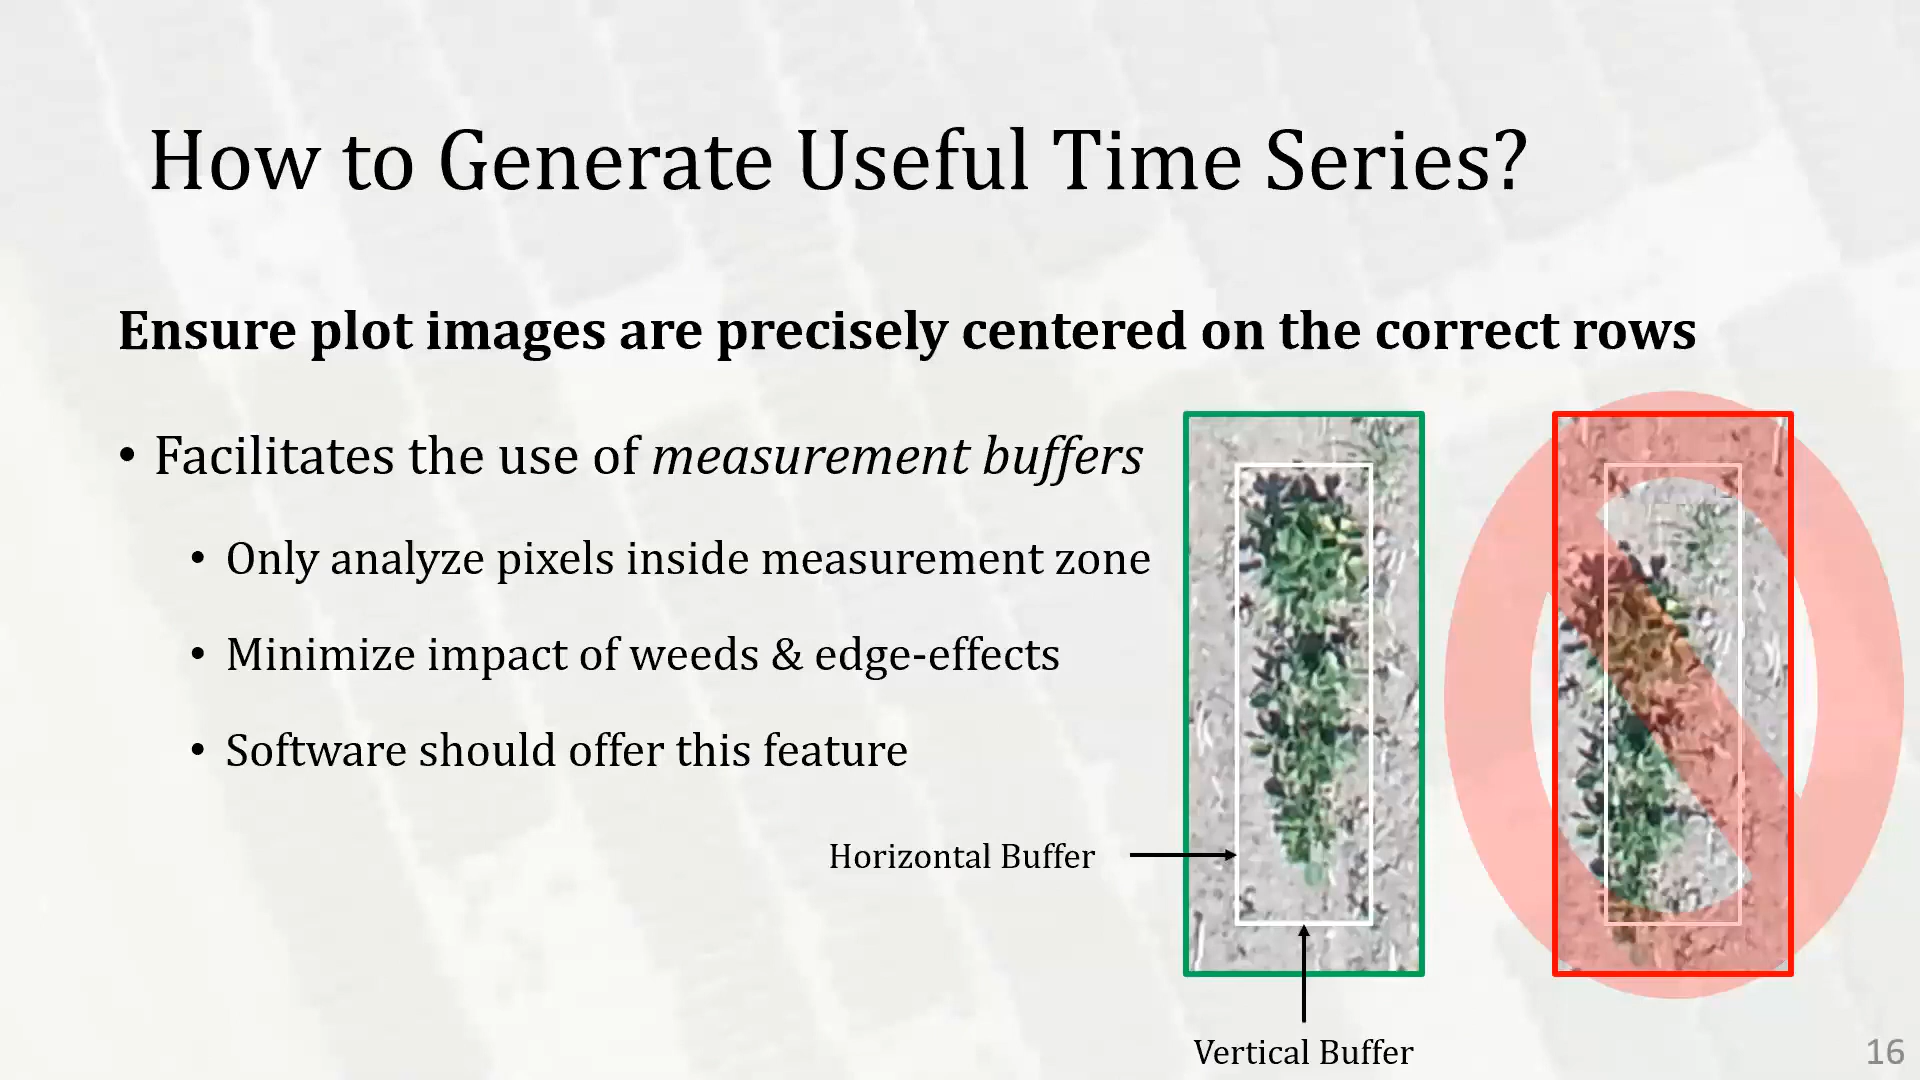 How to Generate Useful Time Series?
Ensure plot images are precisely centered on the correct rows
• Facilitates the use of measurement buffers
• Only analyze pixels inside measurement zone
• Minimize impact of weeds & edge-effects
• Software should offer this feature
Horizontal Buffer
Vertical Buffer
16